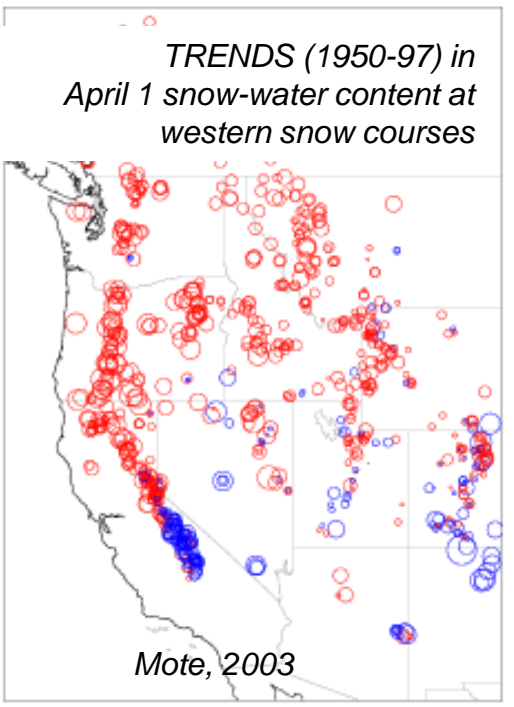 TRENDS (1950-97) in
April 1 snow-water content at
western snow courses
Mote, 2003